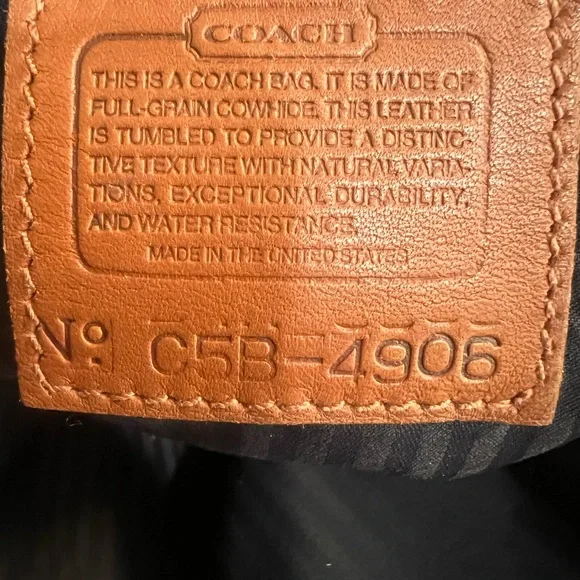 COACH
THIS IS A COACH BAG. IT IS MADE OF
FULL-GRAIN COWHIDE. THIS LEATHER
IS TUMBLED TO PROVIDE A DISTINC-
TIVE TEXTURE WITH NATURAL VARIA-
TIONS, EXCEPTIONAL DURABILITY,
AND WATER RESISTANCE.
MADE IN THE UNITED STATES
No: C5B-4906